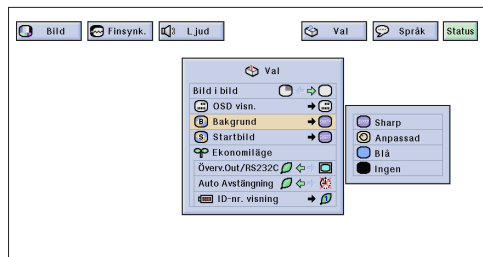 Bild Finsynk. Ljud Val Språk Status
Val
Bild i bild
OSD visn.
B Bakgrund
S Startbild
Ekonomiläge
Överv.Out/RS232C
Auto Avstängning
ID-nr. visning
Sharp
Anpassad
Blå
Ingen